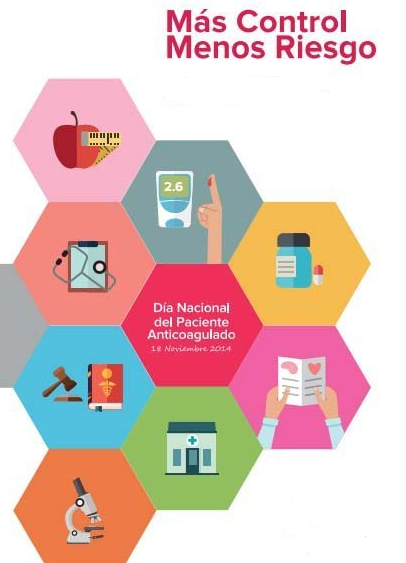 Más Control
Menos Riesgo
2.6
Día Nacional
del Paciente
Anticoagulado
18 Noviembre 2014